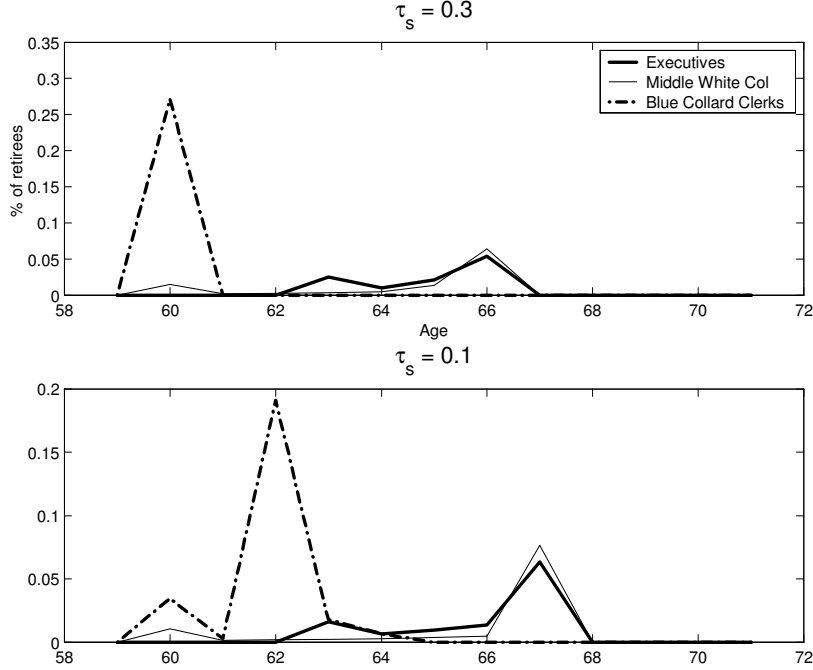 τs = 0.3
0.35
0.3
0.25
0.2
0.15
0.1
0.05
0
% of retirees
Executives
Middle White Col
Blue Collard Clerks
58 60 62 64 66 68 70 72
Age
τs = 0.1
0.2
0.15
0.1
0.05
0
58 60 62 64 66 68 70 72